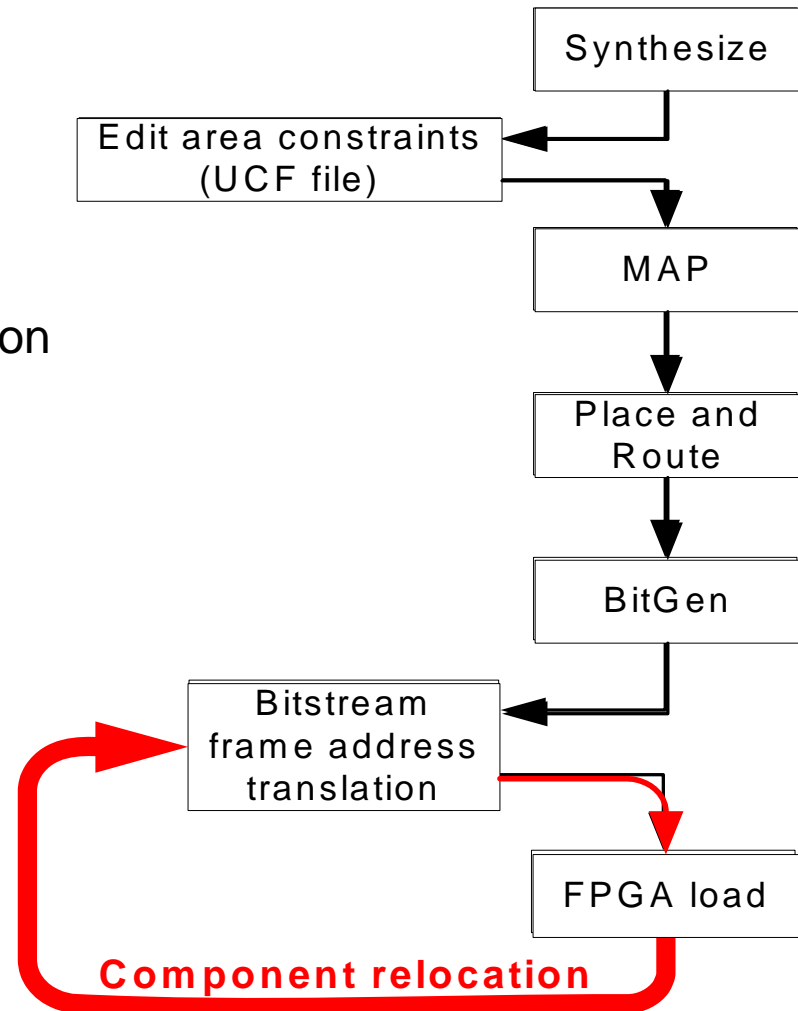 Synthesize
Edit area constraints
(UCF file)
MAP
on
Place and
Route
BitGen
Bitstream
frame address
translation
FPGA load
Component relocation